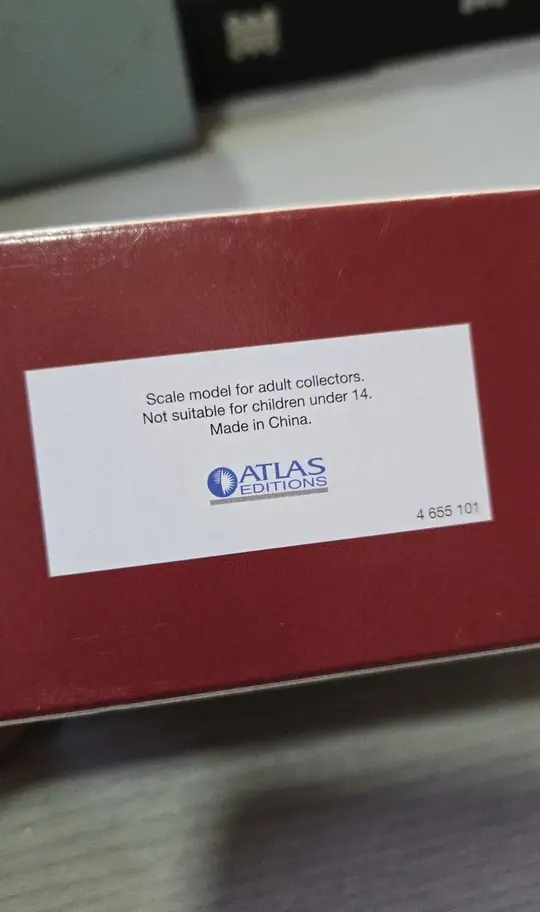 Scale model for adult collectors.
Not suitable for children under 14.
Made in China.
ATLAS
EDITIONS
4 655 101